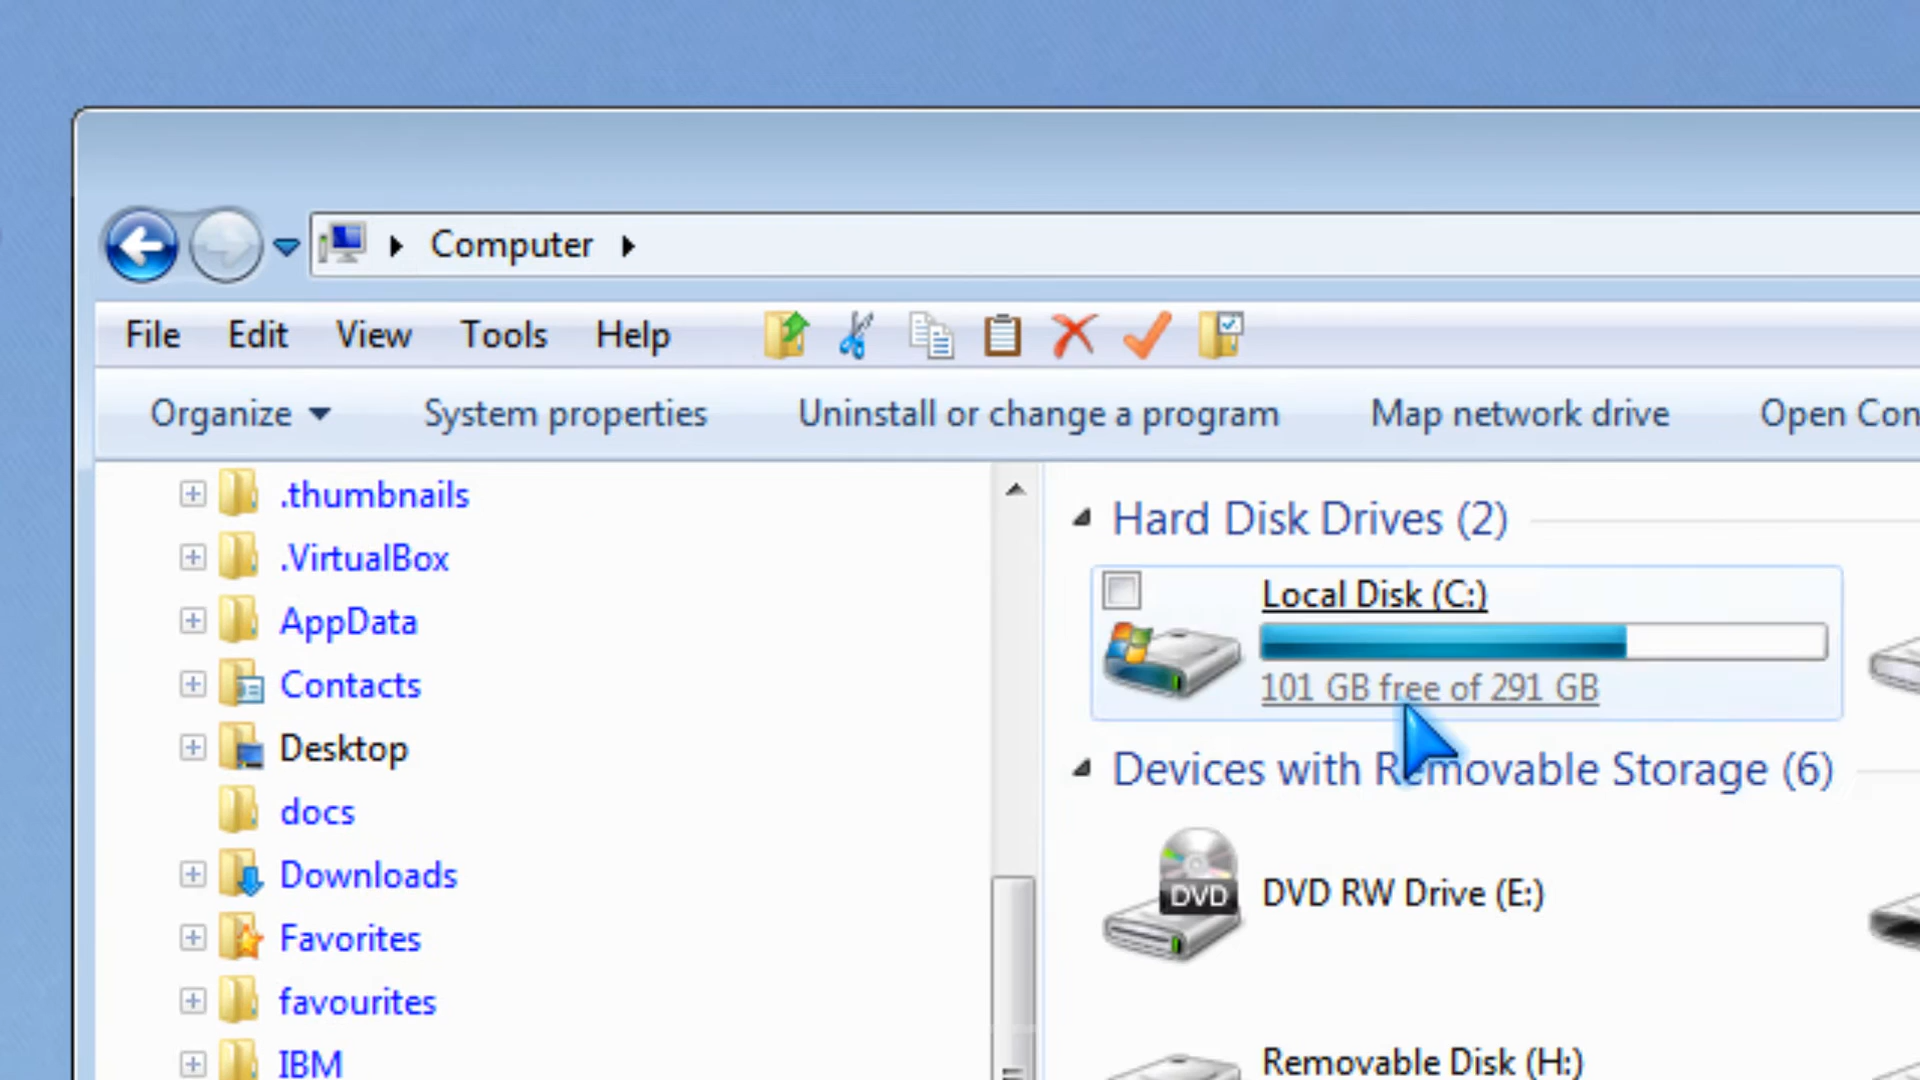 Computer
File Edit View Tools Help
Organize System properties Uninstall or change a program Map network drive Open
.thumbnails
.VirtualBox
AppData
Contacts
Desktop
docs
Downloads
Favorites
favourites
IBM
Hard Disk Drives (2)
Local Disk (C:)
101 GB free of 291 GB
Devices with Removable Storage (6)
DVD
DVD RW Drive (E:)
Removable Disk (H:)